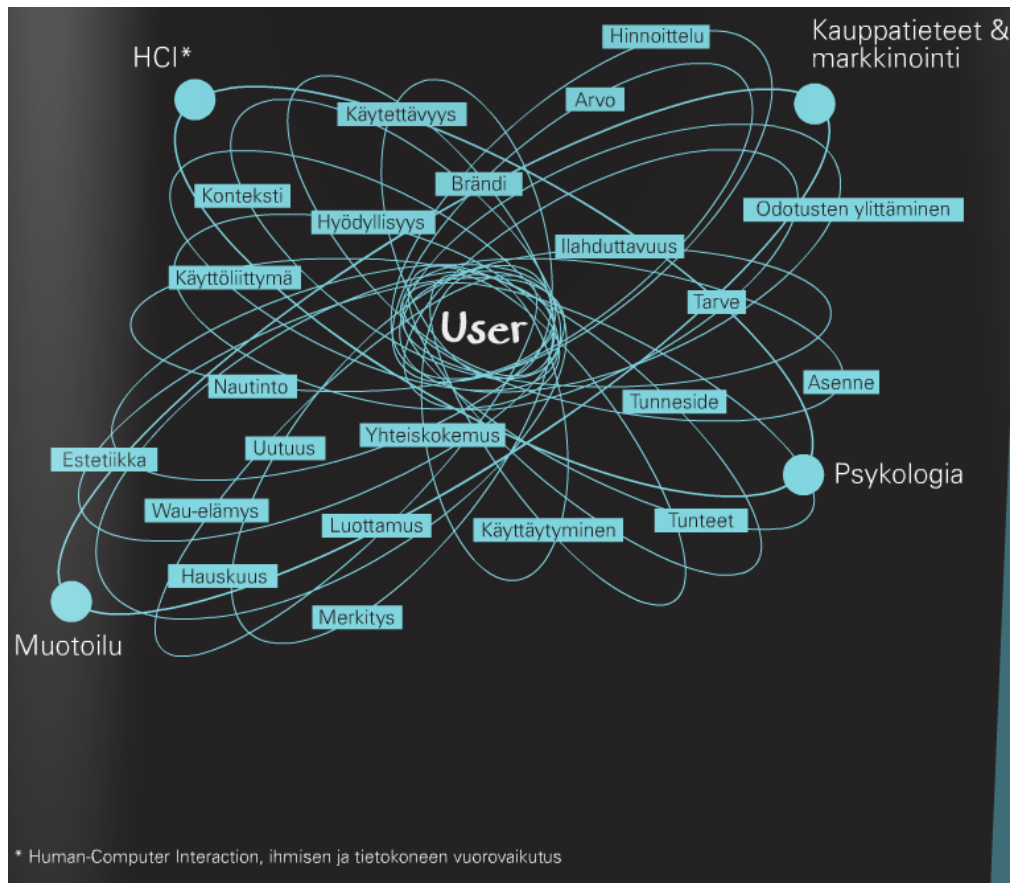 Hinnoittelu
Kauppatieteet &
markkinointi
HCI*
Arvo
Käytettävyys
Brändi
Konteksti
Odotusten ylittäminen
Hyödyllisyys
Ilahduttavuus
Käyttöliittymä
Tarve
User
Nautinto
Asenne
Tunneside
Yhteiskokemus
Uutuus
Estetiikka
Psykologia
Wau-elämys
Luottamus
Käyttäytyminen
Tunteet
Hauskuus
Merkitys
Muotoilu
* Human-Computer Interaction, ihmisen ja tietokoneen vuorovaikutus